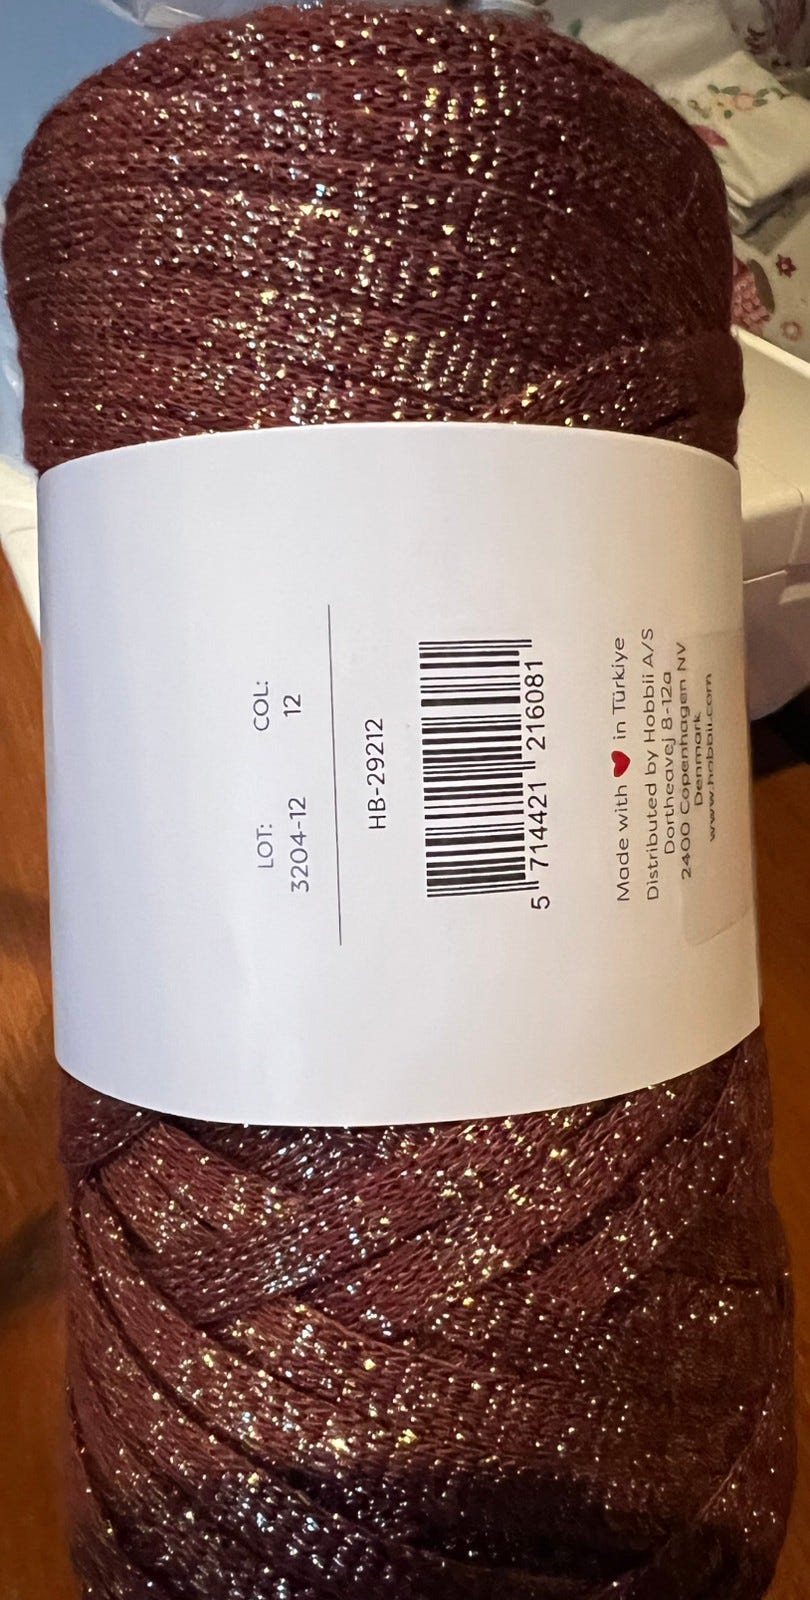 LOT: COL:
3204-12 12
HB-29212
5 714421 216081
Made with ❤ in Türkiye
Distributed by Hobbii A/S
Dortheavej 8-12a
2400 Copenhagen NV
Denmark
www.hobbii.com